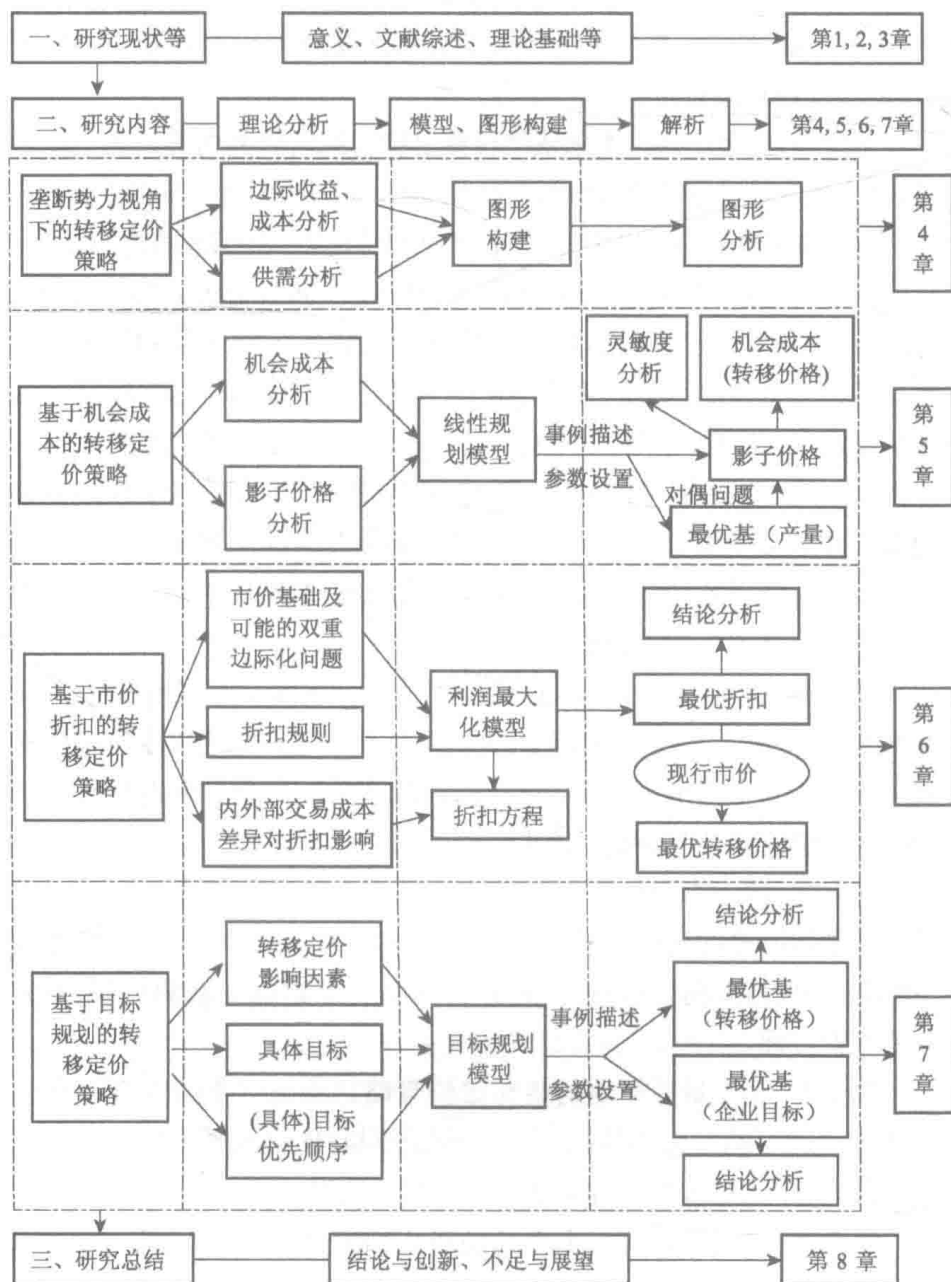 一、研究现状等
意义、文献综述、理论基础等
第1, 2, 3章
二、研究内容
理论分析
模型、图形构建
解析
第4, 5, 6, 7章
垄断势力视角
下的转移定价
策略
边际收益、
成本分析
供需分析
图形
构建
图形
分析
第
4
章
基于机会成
本的转移定
价策略
机会成本
分析
影子价格
分析
线性规
划模型
事例描述
参数设置
灵敏度
分析
机会成本
(转移价格)
影子价格
对偶问题
最优基（产量）
第
5
章
基于市价
折扣的转
移定价
策略
市价基础及
可能的双重
边际化问题
折扣规则
内外部交易成本
差异对折扣影响
利润最大
化模型
折扣方程
结论分析
最优折扣
现行市价
最优转移价格
第
6
章
基于目标
规划的转
移定价
策略
转移定价
影响因素
具体目标
(具体)目标
优先顺序
目标规划
模型
事例描述
参数设置
结论分析
最优基
（转移价格）
最优基
（企业目标）
结论分析
第
7
章
三、研究总结
结论与创新、不足与展望
第 8 章